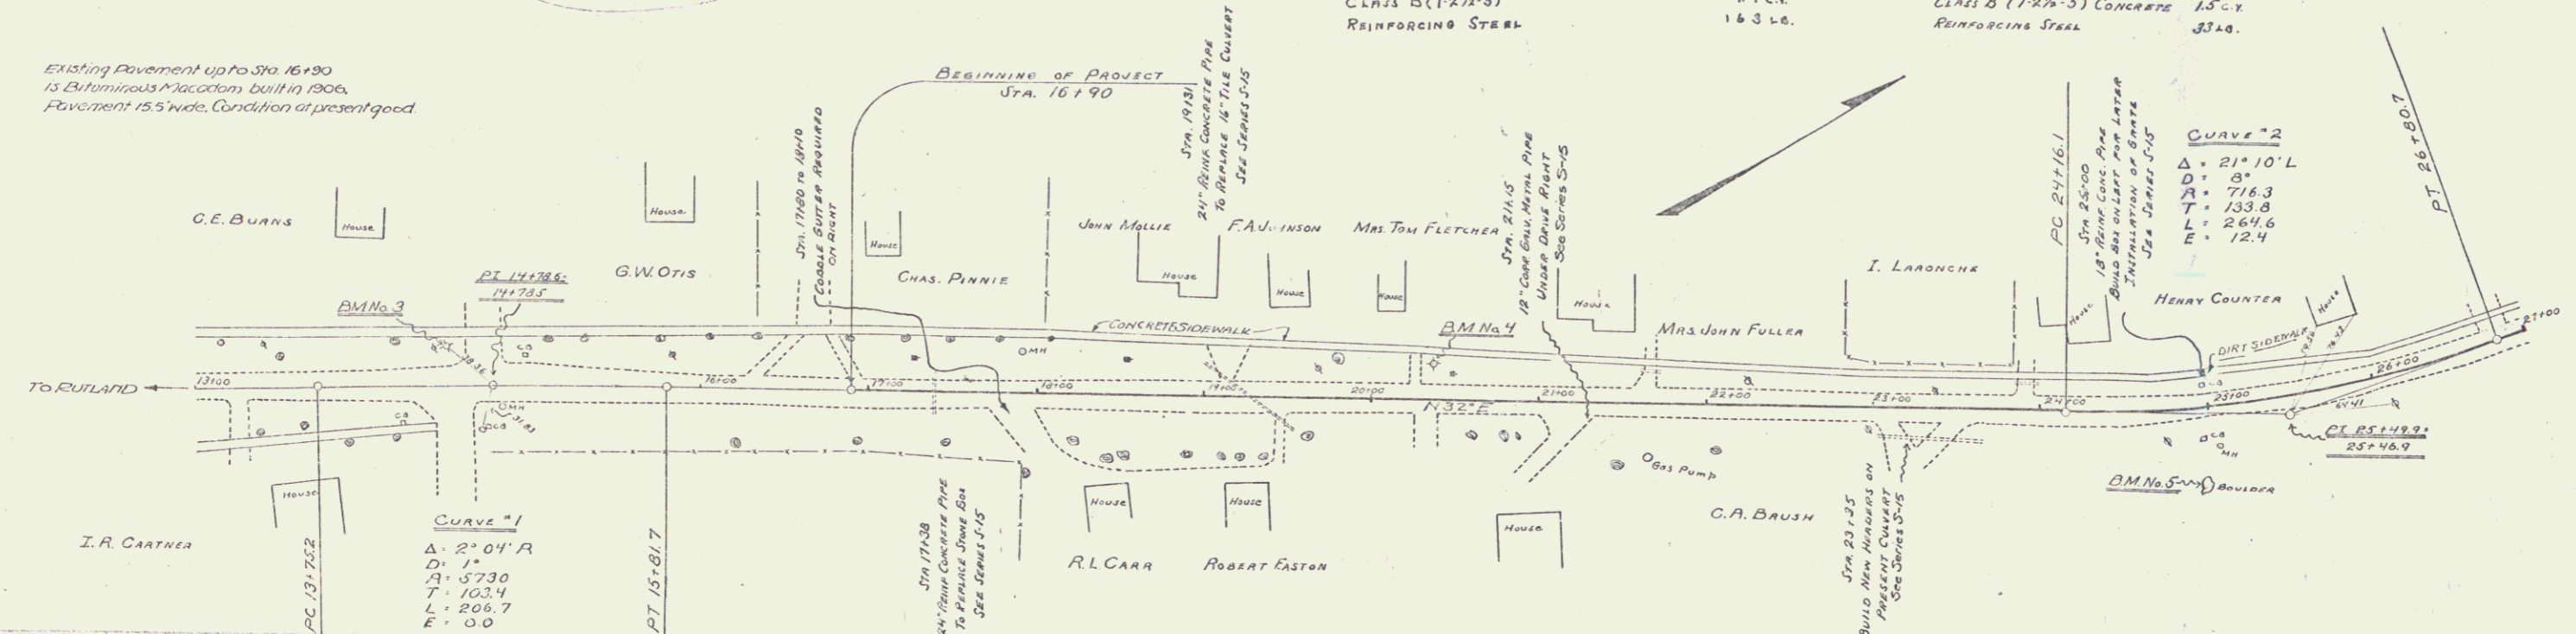 CLASS B (1-2½-5)
REINFORCING STEEL
163 LB.
CLASS B (1-2½-5) CONCRETE 1.5 C.Y.
REINFORCING STEEL 33 LB.
Existing Pavement up to Sta. 16+90
is Bituminous Macadam built in 1906.
Pavement 15.5' wide. Condition at present good.
BEGINNING OF PROJECT
STA. 16+90
STA. 17+80 TO 18+10
COBBLE GUTTER REQUIRED
ON RIGHT
STA. 19+31
24" REINF. CONCRETE PIPE
TO REPLACE 16" TILE CULVERT
SEE SERIES S-15
STA. 21+15
12" CORR. GALV. METAL PIPE
UNDER DRIVE RIGHT
See Series S-15
PC 24+16.1
STA. 25+00
18" REINF. CONC. PIPE
BUILD BOX ON LEFT FOR LATER
INSTALLATION OF GRATE
SEE SERIES S-15
CURVE #2
Δ = 21° 10' L
D = 8°
R = 716.3
T = 133.8
L = 264.6
E = 12.4
PT 26+80.7
C.E. BURNS
House
House
G.W. OTIS
House
CHAS. PINNIE
JOHN MOLLIE
House
F.A. JOHNSON
House
MRS. TOM FLETCHER
House
House
MRS. JOHN FULLER
I. LARONCHE
House
HENRY COUNTER
House
PI 14+78.6=
14+78.5
BM No. 3
CONCRETE SIDEWALK
B.M. No 4
DIRT SIDEWALK
CB
MH
TO RUTLAND
13+00
16+00
17+00
18+00
19+00
20+00
N 32° E
21+00
22+00
23+00
24+00
25+00
26+00
27+00
CB
MH
CB
Gas Pump
CB
MH
PI 25+49.9=
25+46.9
B.M. No. 5
BOULDER
House
I. R. CARTNER
PC 13+75.2
CURVE #1
Δ = 2° 04' R
D = 1°
R = 5730
T = 103.4
L = 206.7
E = 0.0
PT 15+81.7
STA 17+38
24" REINF CONCRETE PIPE
TO REPLACE STONE BOX
SEE SERIES S-15
House
R.L. CARR
House
ROBERT EASTON
House
C.A. BRUSH
STA. 23+35
BUILD NEW HEADERS ON
PRESENT CULVERT
See Series S-15